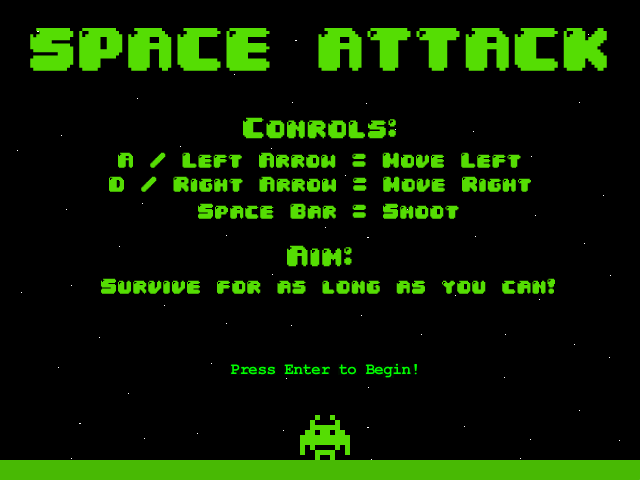 SPACE ATTACK
Conrols:
A / Left Arrow = Move Left
D / Right Arrow = Move Right
Space Bar = Shoot
Aim:
Survive for as long as you can!
Press Enter to Begin!